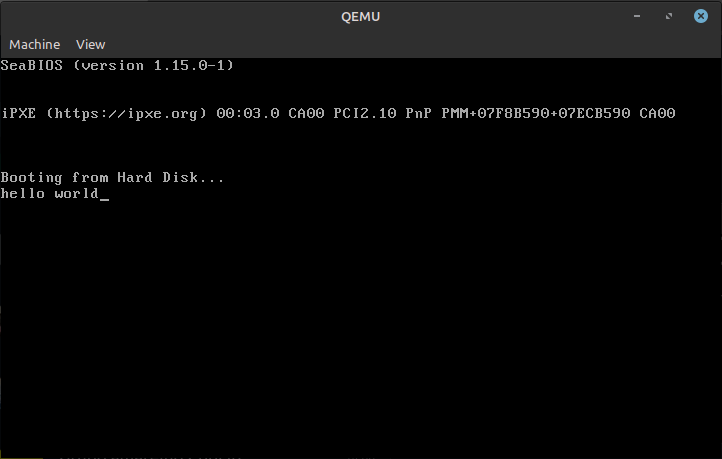 QEMU
Machine View
SeaBIOS (version 1.15.0-1)
iPXE (https://ipxe.org) 00:03.0 CA00 PCI2.10 PnP PMM+07F8B590+07ECB590 CA00
Booting from Hard Disk...
hello world_